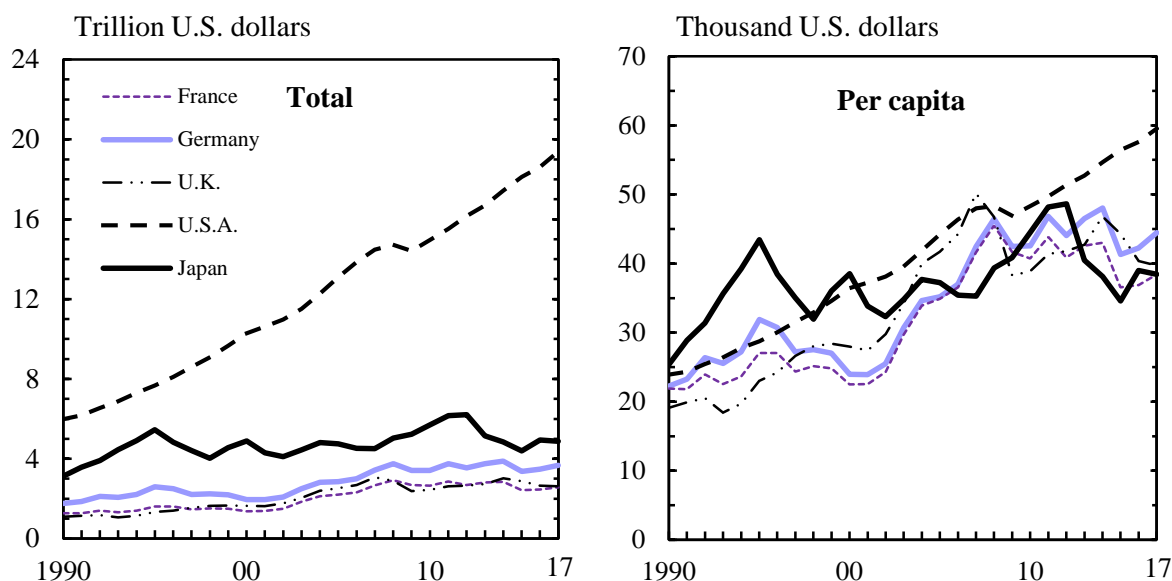 Trillion U.S. dollars
24
20
16
12
8
4
0
1990
00
10
17
Total
France
Germany
U.K.
U.S.A.
Japan
Thousand U.S. dollars
70
60
50
40
30
20
10
0
1990
00
10
17
Per capita